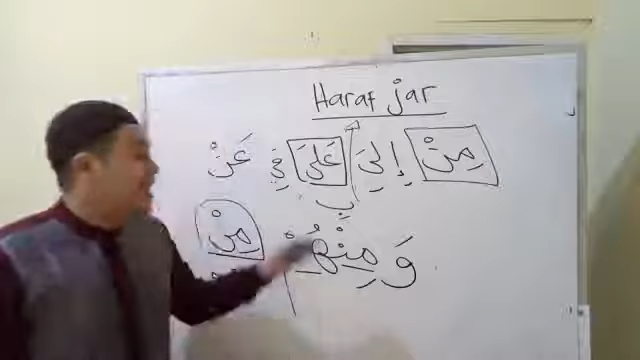 Haraf jar
مِنْ إِلَى عَلَى فِي عَنْ
بِ
وَمِنْهُ
مِنْ